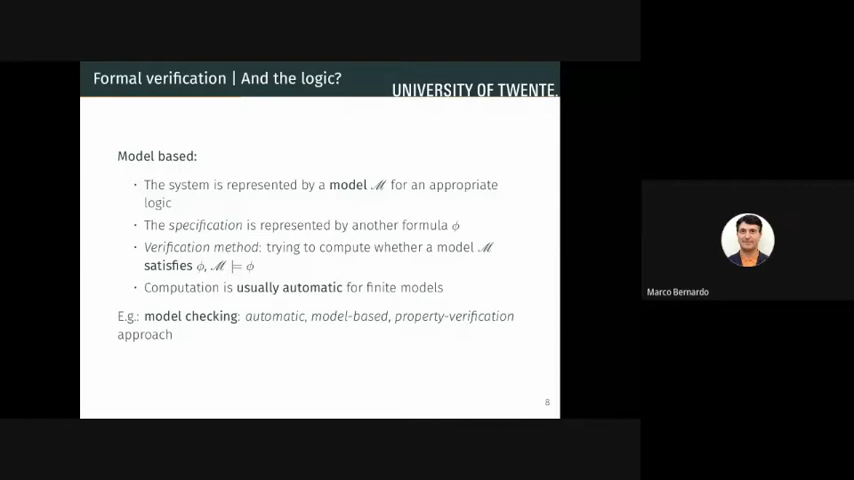 Formal verification | And the logic?
UNIVERSITY OF TWENTE.
Model based:
· The system is represented by a model ℳ for an appropriate
logic
· The specification is represented by another formula ϕ
· Verification method: trying to compute whether a model ℳ
satisfies ϕ, ℳ ⊨ ϕ
· Computation is usually automatic for finite models
E.g.: model checking: automatic, model-based, property-verification
approach
8
Marco Bernardo